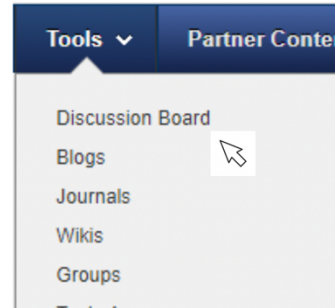 Tools
Partner Conte
Discussion Board
Blogs
Journals
Wikis
Groups